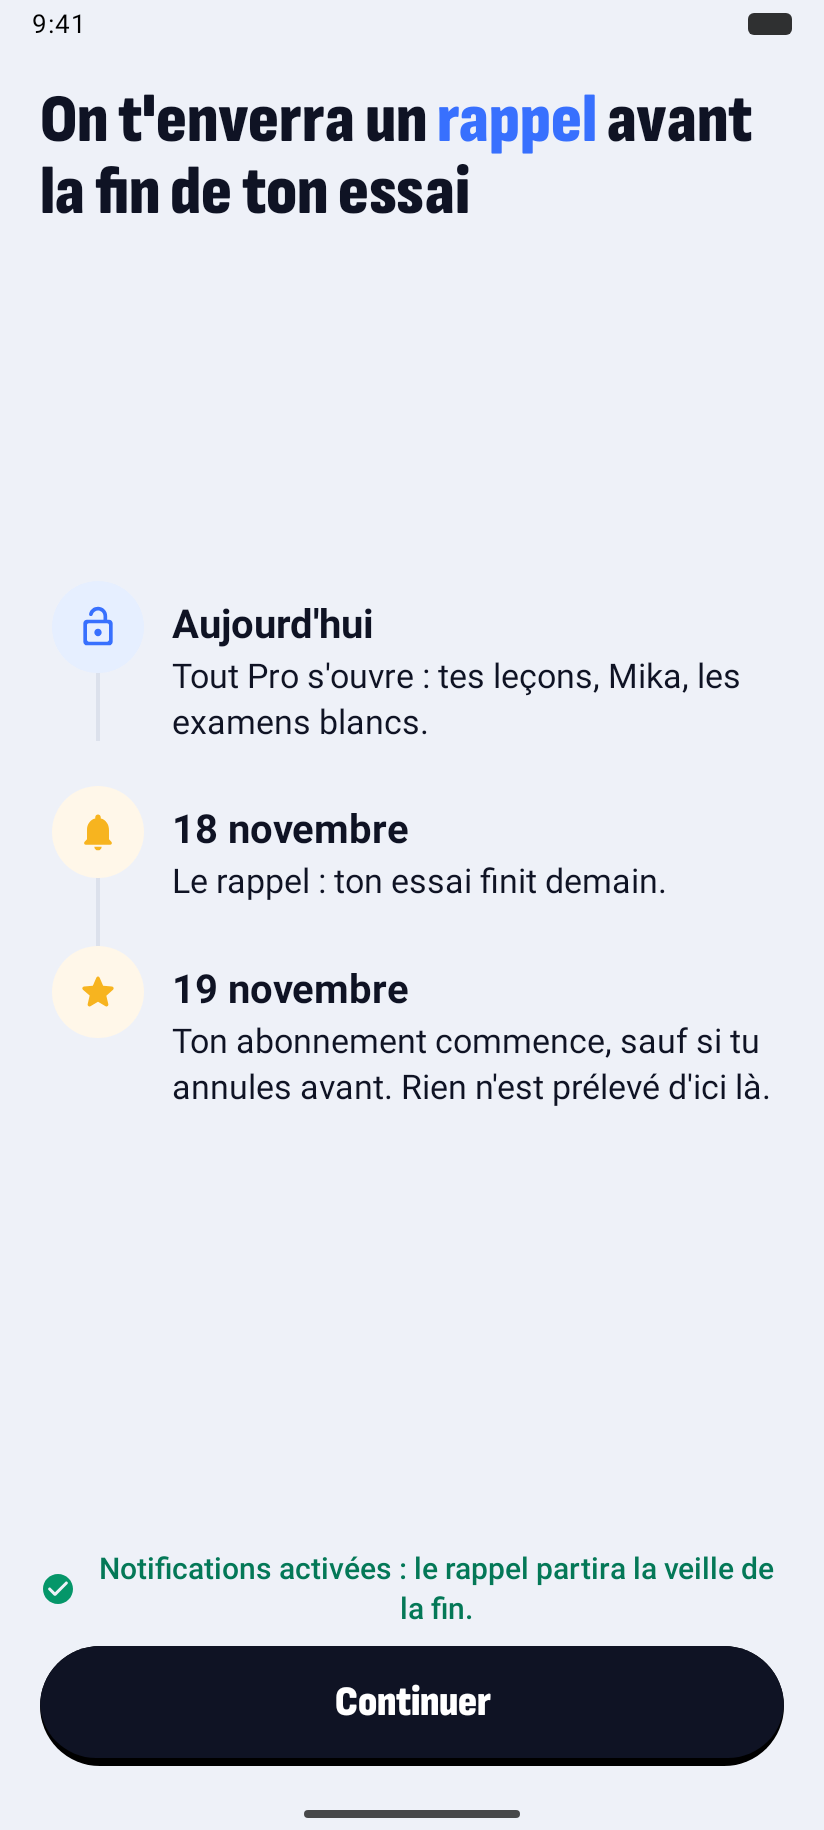 9:41
On t'enverra un rappel avant
la fin de ton essai
Aujourd'hui
Tout Pro s'ouvre : tes leçons, Mika, les
examens blancs.
18 novembre
Le rappel : ton essai finit demain.
19 novembre
Ton abonnement commence, sauf si tu
annules avant. Rien n'est prélevé d'ici là.
Notifications activées : le rappel partira la veille de
la fin.
Continuer